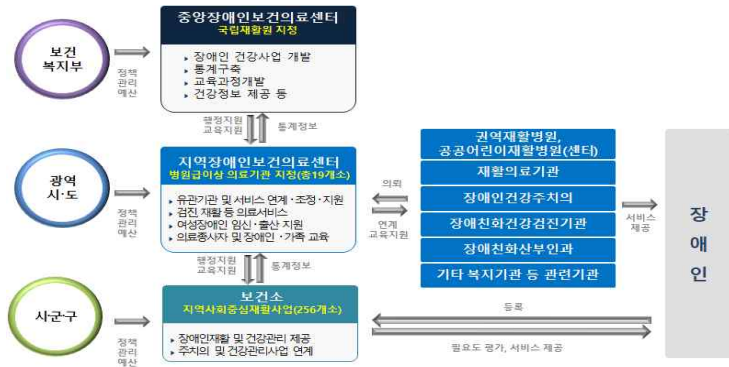 보건
복지부
정책
관리
예산
중앙장애인보건의료센터
국립재활원 지정
▸ 장애인 건강사업 개발
▸ 통계구축
▸ 교육과정개발
▸ 건강정보 제공 등
행정지원
교육지원
통계정보
광역
시·도
정책
관리
예산
지역장애인보건의료센터
병원급이상 의료기관 지정(총19개소)
▸ 유관기관 및 서비스 연계·조정·지원
▸ 검진 재활 등 의료서비스
▸ 여성장애인 임신·출산 지원
▸ 의료종사자 및 장애인·가족 교육
의뢰
연계
교육지원
권역재활병원,
공공어린이재활병원(센터)
재활의료기관
장애인건강주치의
장애친화건강검진기관
장애친화산부인과
기타 복지기관 등 관련기관
서비스
제공
장
애
인
행정지원
교육지원
통계정보
시·군·구
정책
관리
예산
보건소
지역사회중심재활사업(256개소)
▸ 장애인재활 및 건강관리 제공
▸ 주치의 및 건강관리사업 연계
등록
필요도 평가, 서비스 제공